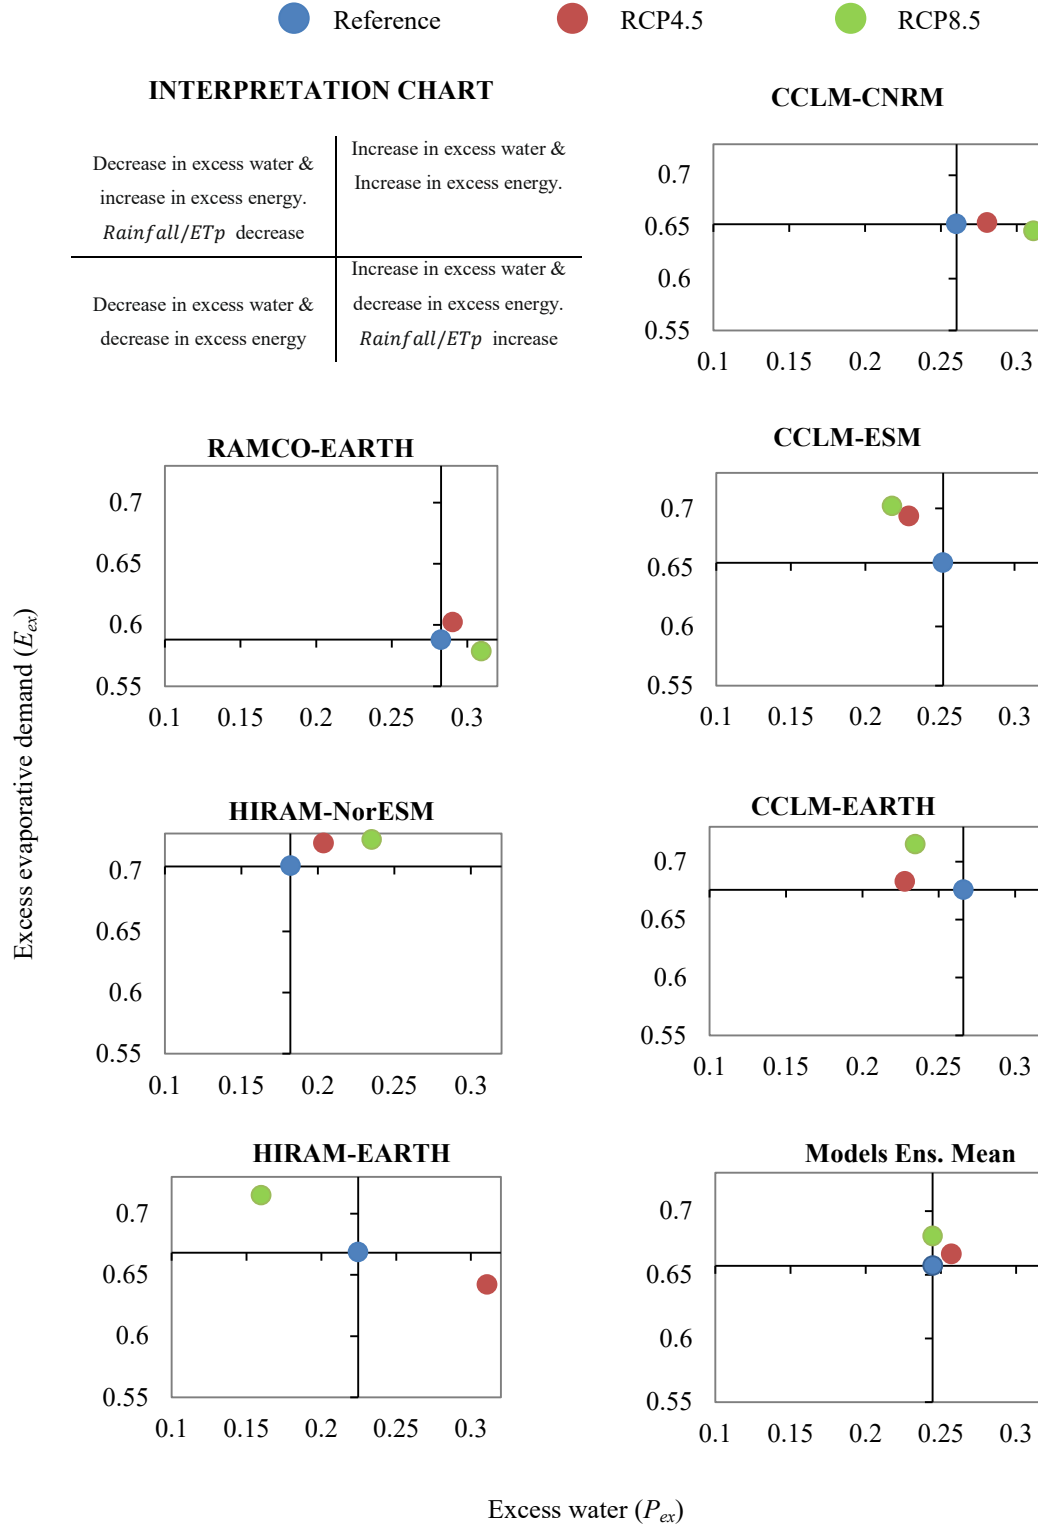 Reference RCP4.5 RCP8.5
INTERPRETATION CHART
Decrease in excess water &
increase in excess energy.
Rainfall/ETp decrease
Increase in excess water &
Increase in excess energy.
Decrease in excess water &
decrease in excess energy
Increase in excess water &
decrease in excess energy.
Rainfall/ETp increase
CCLM-CNRM
0.7
0.65
0.6
0.55
0.1 0.15 0.2 0.25 0.3
RAMCO-EARTH
0.7
0.65
0.6
0.55
0.1 0.15 0.2 0.25 0.3
CCLM-ESM
0.7
0.65
0.6
0.55
0.1 0.15 0.2 0.25 0.3
Excess evaporative demand (Eex)
HIRAM-NorESM
0.7
0.65
0.6
0.55
0.1 0.15 0.2 0.25 0.3
CCLM-EARTH
0.7
0.65
0.6
0.55
0.1 0.15 0.2 0.25 0.3
HIRAM-EARTH
0.7
0.65
0.6
0.55
0.1 0.15 0.2 0.25 0.3
Models Ens. Mean
0.7
0.65
0.6
0.55
0.1 0.15 0.2 0.25 0.3
Excess water (Pex)